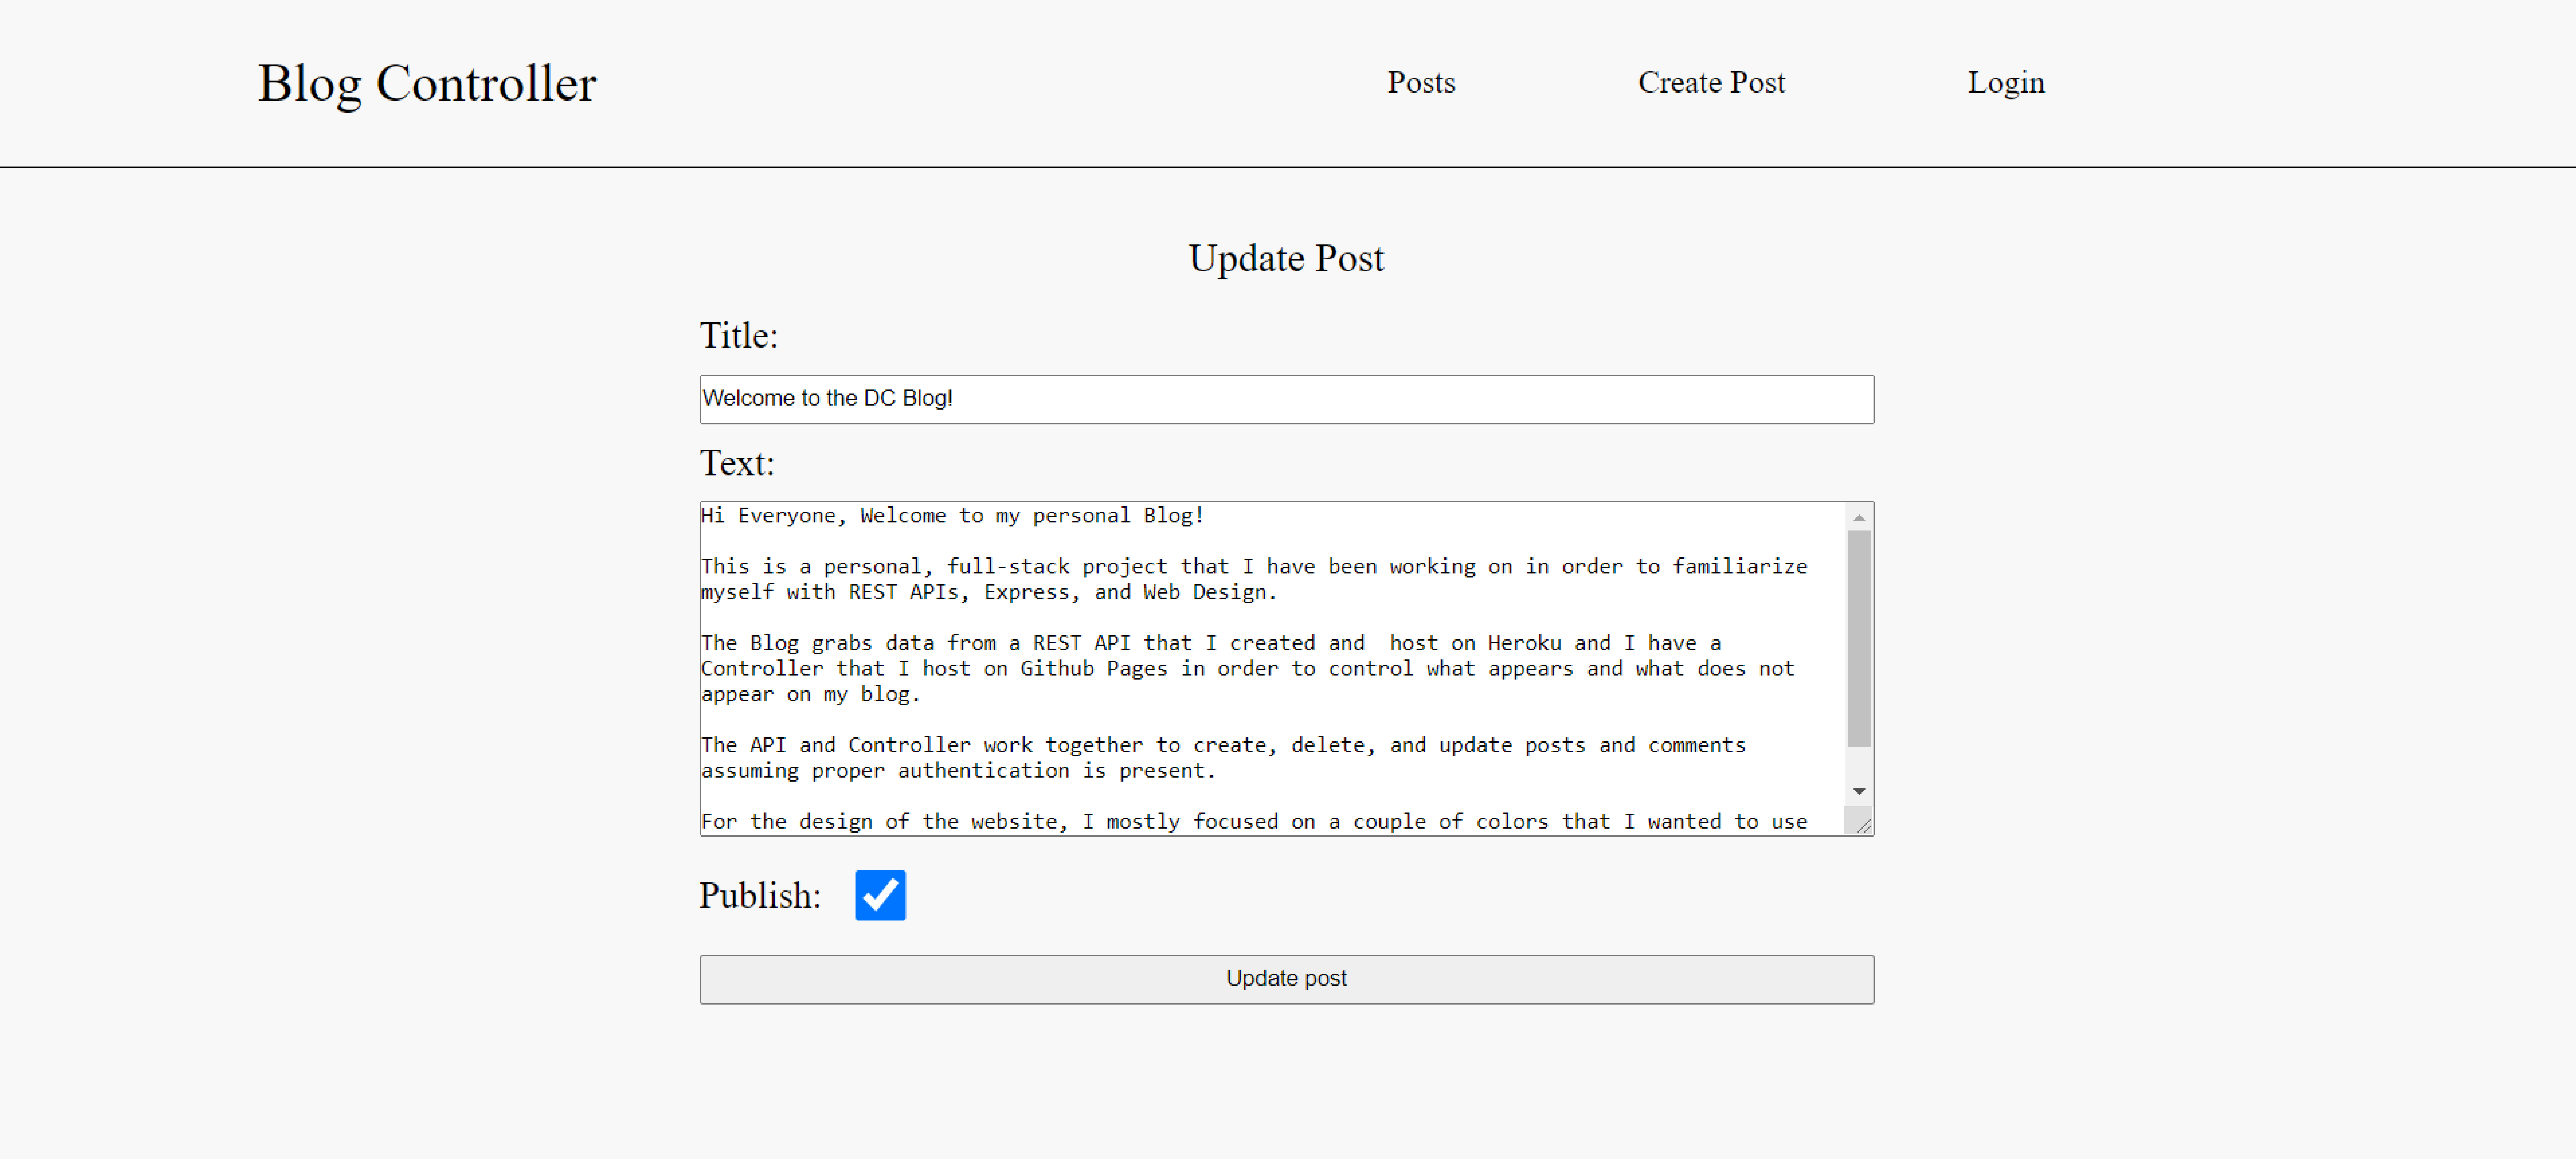 Blog Controller
Posts
Create Post
Login
Update Post
Title:
Welcome to the DC Blog!
Text:
Hi Everyone, Welcome to my personal Blog!
This is a personal, full-stack project that I have been working on in order to familiarize
myself with REST APIs, Express, and Web Design.
The Blog grabs data from a REST API that I created and  host on Heroku and I have a
Controller that I host on Github Pages in order to control what appears and what does not
appear on my blog.
The API and Controller work together to create, delete, and update posts and comments
assuming proper authentication is present.
For the design of the website, I mostly focused on a couple of colors that I wanted to use
Publish:
Update post